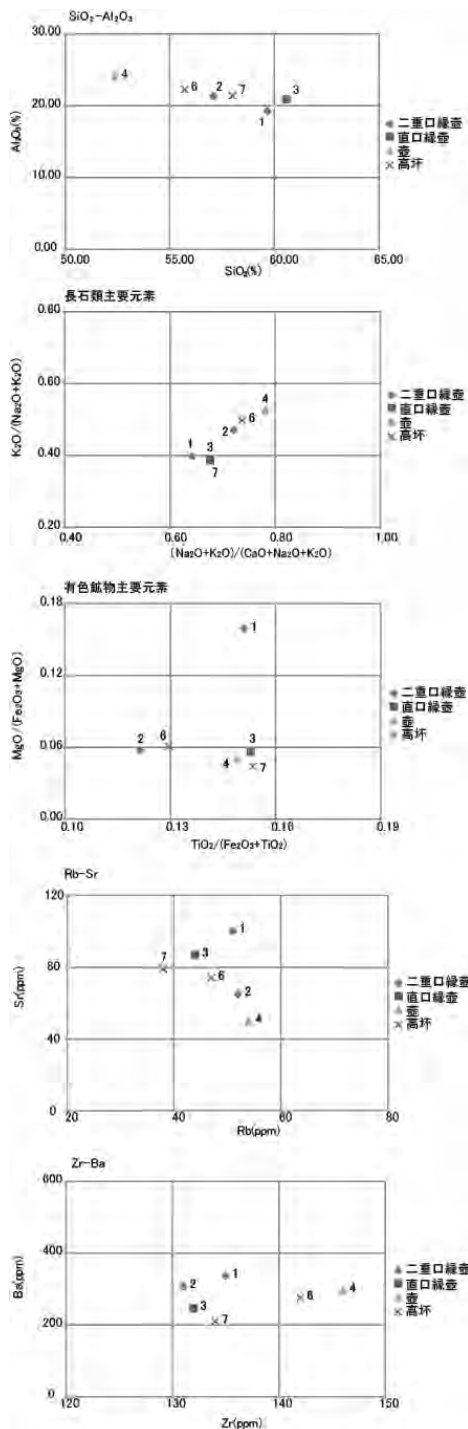 SiO₂-Al₂O₃
30.00
20.00
10.00
0.00
Al₂O₃(%)
4
6
2
7
1
3
50.00 55.00 60.00 65.00
SiO₂(%)
二重口縁壺
直口縁壺
壺
高坏
長石類主要元素
0.80
0.60
0.40
0.20
K₂O/(Na₂O+K₂O)
4
6
2
1
3
7
0.40 0.60 0.80 1.00
(Na₂O+K₂O)/(CaO+Na₂O+K₂O)
二重口縁壺
直口縁壺
壺
高坏
有色鉱物主要元素
0.18
0.12
0.06
0.00
MgO/(Fe₂O₃+MgO)
1
2
6
3
4
7
0.10 0.13 0.16 0.19
TiO₂/(Fe₂O₃+TiO₂)
二重口縁壺
直口縁壺
壺
高坏
Rb-Sr
120
80
40
0
Sr(ppm)
1
7
3
6
2
4
20 40 60 80
Rb(ppm)
二重口縁壺
直口縁壺
壺
高坏
Zr-Ba
600
400
200
0
Ba(ppm)
2
1
3
7
6
4
120 130 140 150
Zr(ppm)
二重口縁壺
直口縁壺
壺
高坏